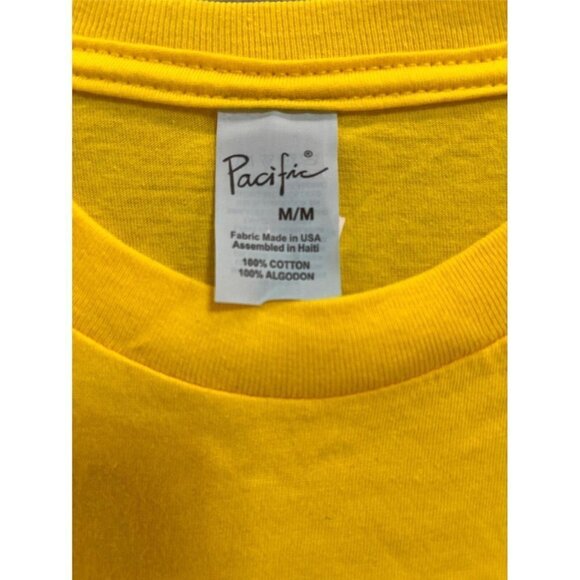 Pacific®
M/M
Fabric Made in USA
Assembled in Haiti
100% COTTON
100% ALGODON